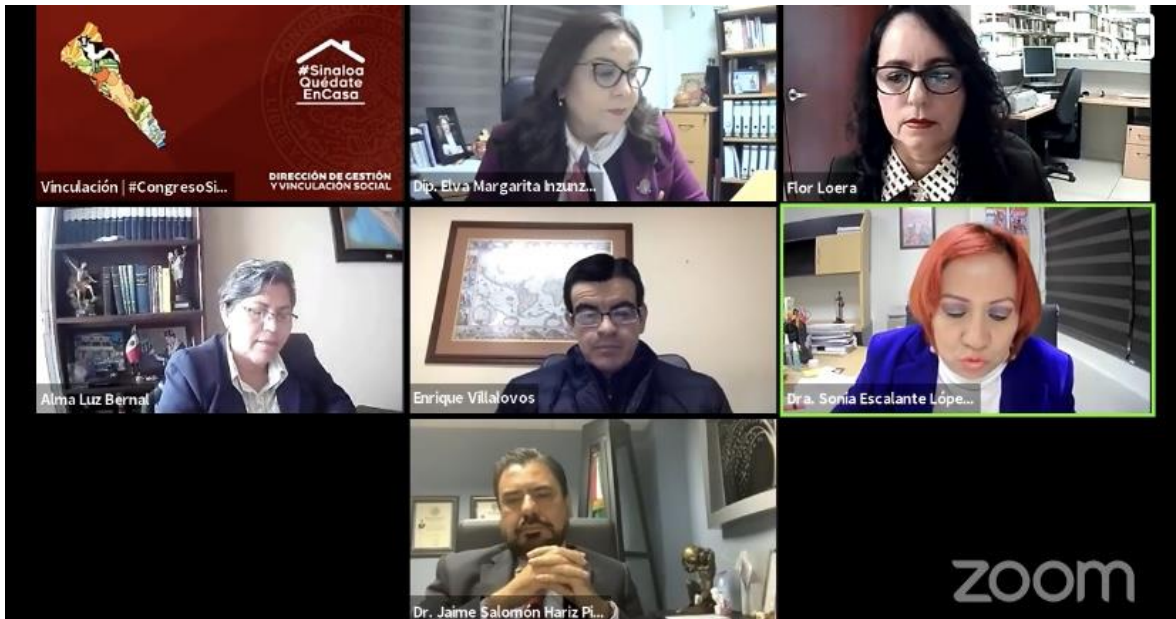 #Sinaloa
Quédate
EnCasa
DIRECCIÓN DE GESTIÓN
Y VINCULACIÓN SOCIAL
Vinculación | #CongresoSi...
Dip. Elva Margarita Inzunz...
Flor Loera
Alma Luz Bernal
Enrique Villalovos
Dra. Sonia Escalante Lópe...
Dr. Jaime Salomón Hariz Pi...
zoom